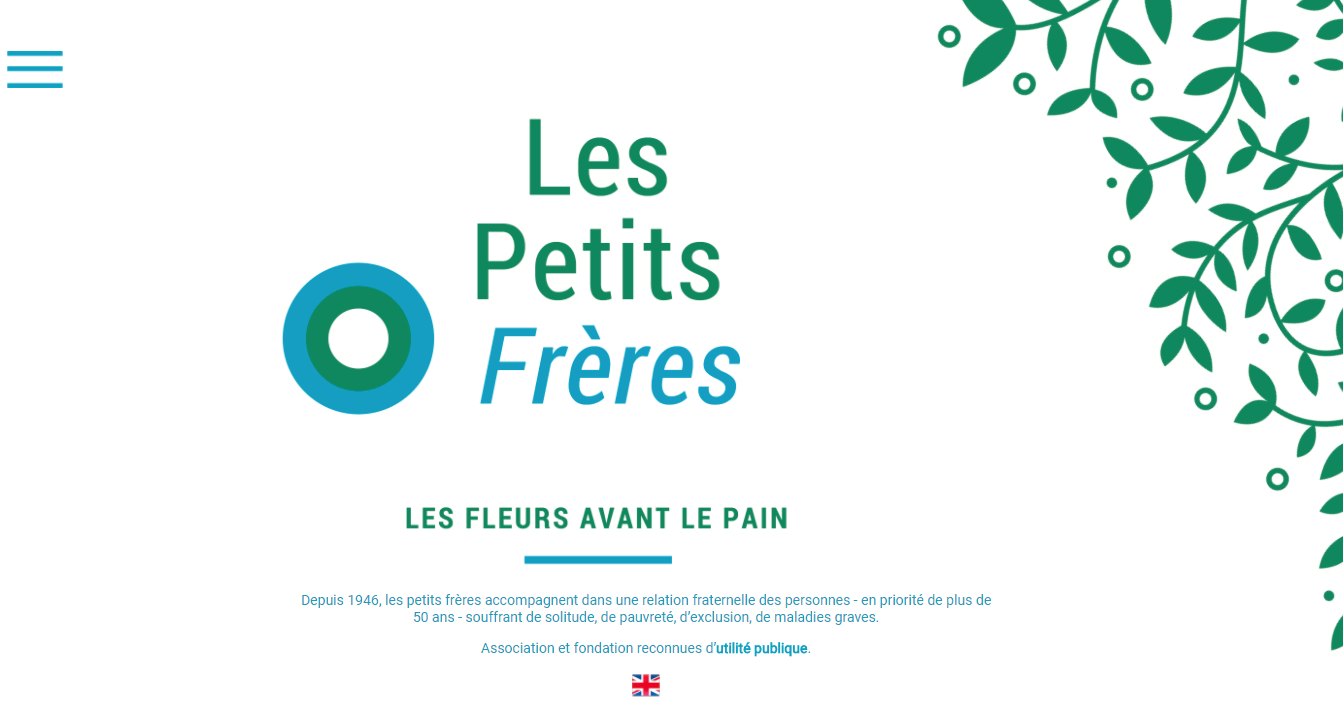 Les
Petits
Frères
LES FLEURS AVANT LE PAIN
Depuis 1946, les petits frères accompagnent dans une relation fraternelle des personnes - en priorité de plus de
50 ans - souffrant de solitude, de pauvreté, d’exclusion, de maladies graves.
Association et fondation reconnues d’utilité publique.